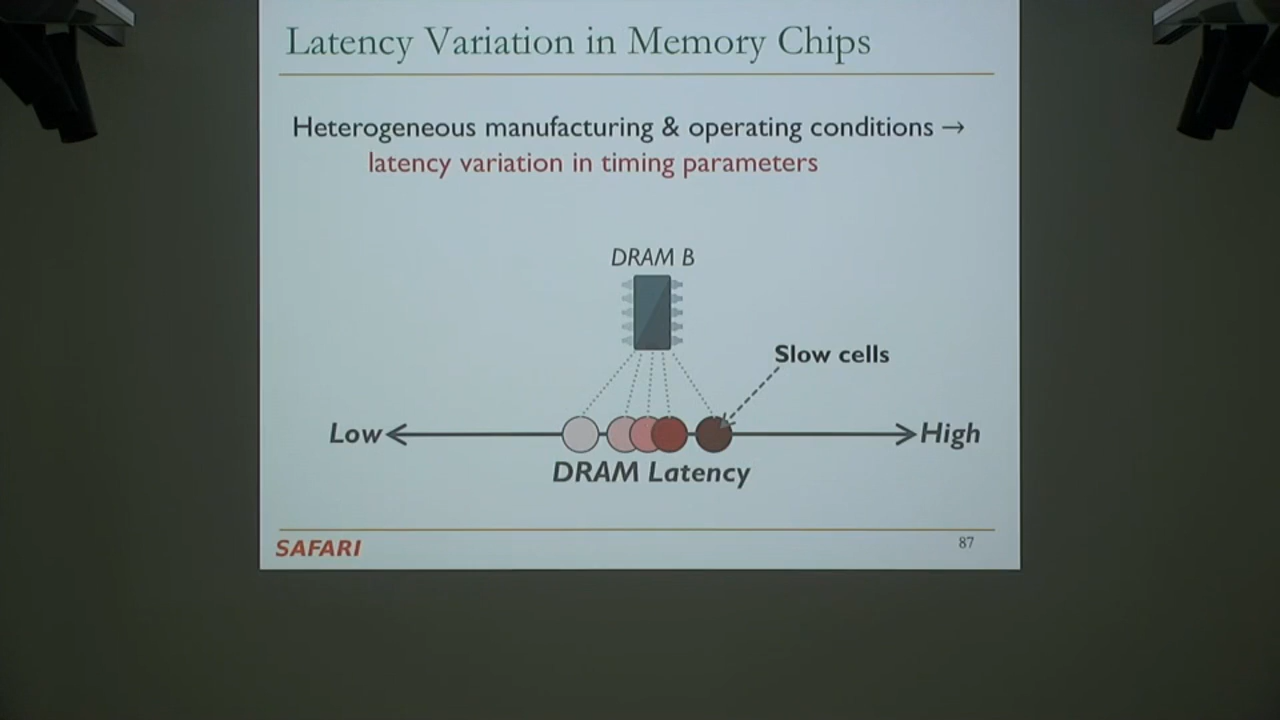 Latency Variation in Memory Chips
Heterogeneous manufacturing & operating conditions →
latency variation in timing parameters
DRAM B
Slow cells
Low
High
DRAM Latency
SAFARI
87